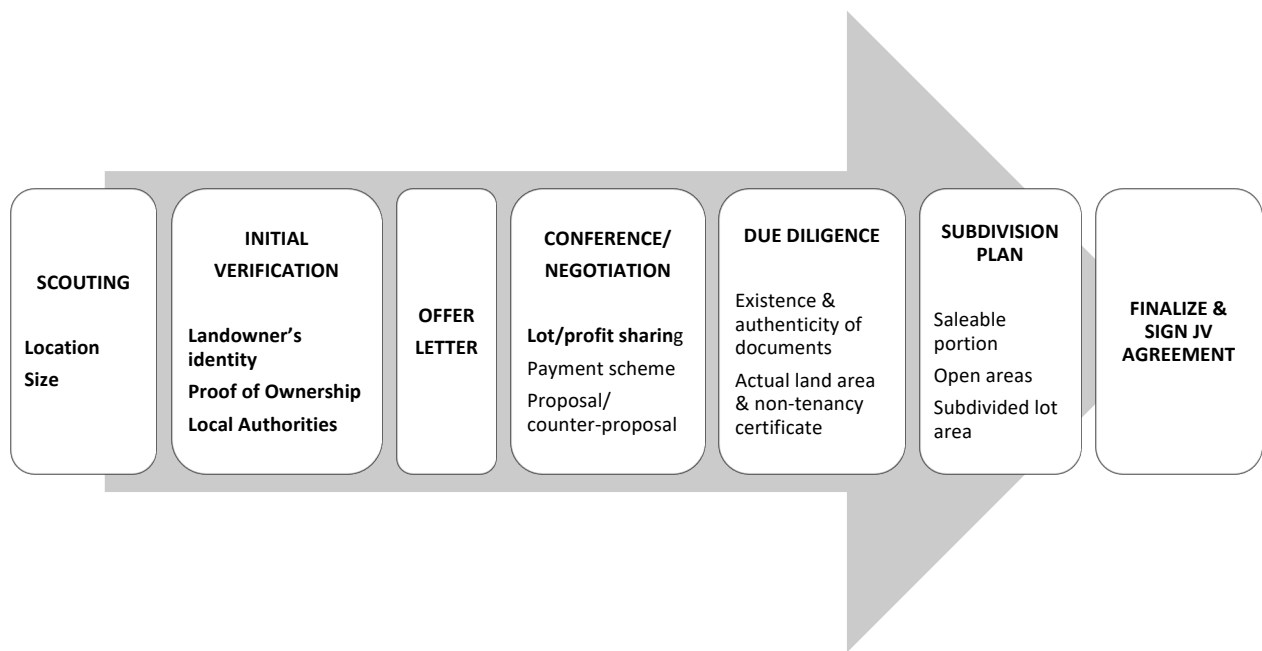 SCOUTING
Location
Size
INITIAL
VERIFICATION
Landowner's
identity
Proof of Ownership
Local Authorities
OFFER
LETTER
CONFERENCE/
NEGOTIATION
Lot/profit sharing
Payment scheme
Proposal/
counter-proposal
DUE DILIGENCE
Existence &
authenticity of
documents
Actual land area
& non-tenancy
certificate
SUBDIVISION
PLAN
Saleable
portion
Open areas
Subdivided lot
area
FINALIZE &
SIGN JV
AGREEMENT